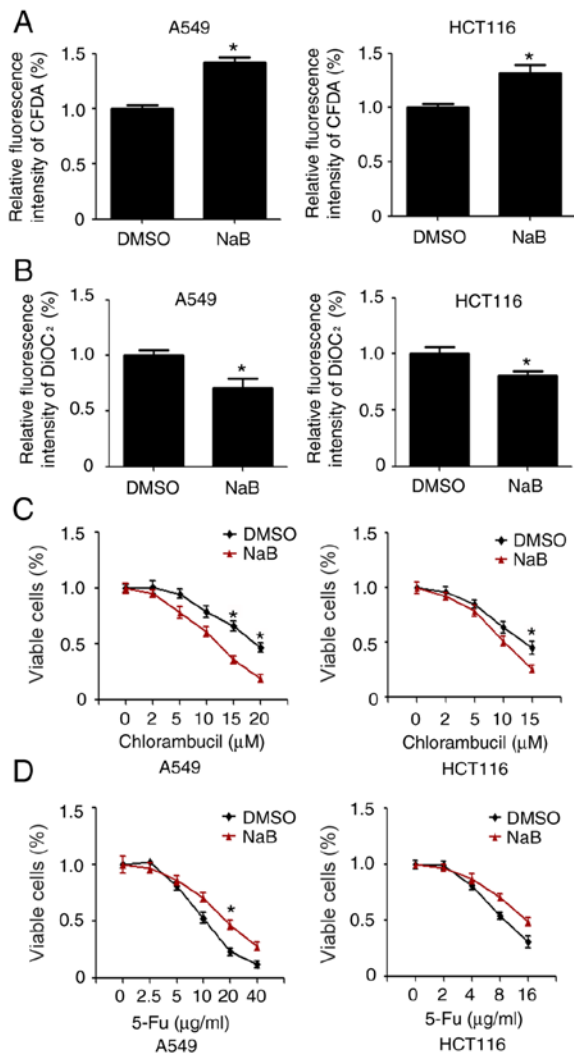 A
A549
Relative fluorescence
intensity of CFDA (%)
1.5
*
1.0
0.5
0
DMSO NaB
HCT116
Relative fluorescence
intensity of CFDA (%)
1.5
*
1.0
0.5
0
DMSO NaB
B
A549
Relative fluorescence
intensity of DiOC₂ (%)
1.5
1.0
*
0.5
0
DMSO NaB
HCT116
Relative fluorescence
intensity of DiOC₂ (%)
1.5
1.0
*
0.5
0
DMSO NaB
C
Viable cells (%)
1.5
DMSO
NaB
1.0
* *
0.5
0
0 2 5 10 15 20
Chlorambucil (μM)
A549
Viable cells (%)
1.5
DMSO
NaB
1.0
*
0.5
0
0 2 5 10 15
Chlorambucil (μM)
HCT116
D
Viable cells (%)
1.5
DMSO
NaB
1.0
*
0.5
0
0 2.5 5 10 20 40
5-Fu (μg/ml)
A549
Viable cells (%)
1.5
DMSO
NaB
1.0
0.5
0
0 2 4 8 16
5-Fu (μg/ml)
HCT116